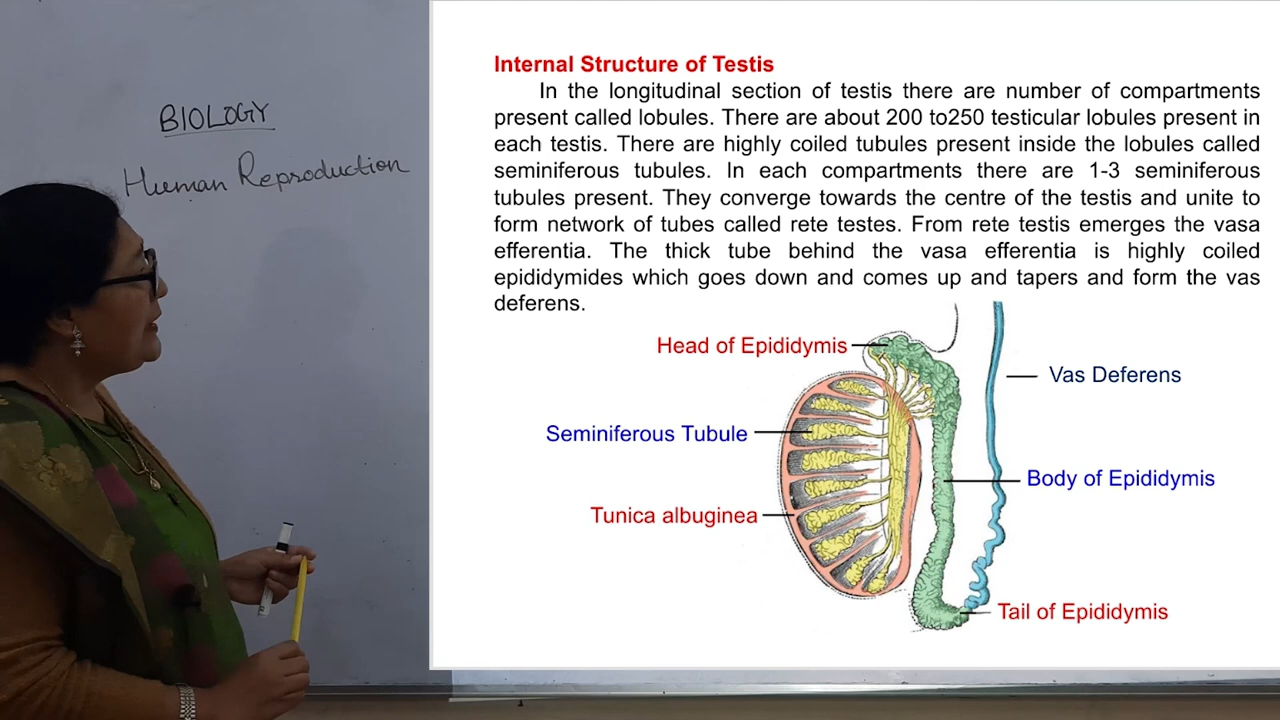 BIOLOGY
Human Reproduction
Internal Structure of Testis
In the longitudinal section of testis there are number of compartments
present called lobules. There are about 200 to250 testicular lobules present in
each testis. There are highly coiled tubules present inside the lobules called
seminiferous tubules. In each compartments there are 1-3 seminiferous
tubules present. They converge towards the centre of the testis and unite to
form network of tubes called rete testes. From rete testis emerges the vasa
efferentia. The thick tube behind the vasa efferentia is highly coiled
epididymides which goes down and comes up and tapers and form the vas
deferens.
Head of Epididymis
Vas Deferens
Seminiferous Tubule
Body of Epididymis
Tunica albuginea
Tail of Epididymis